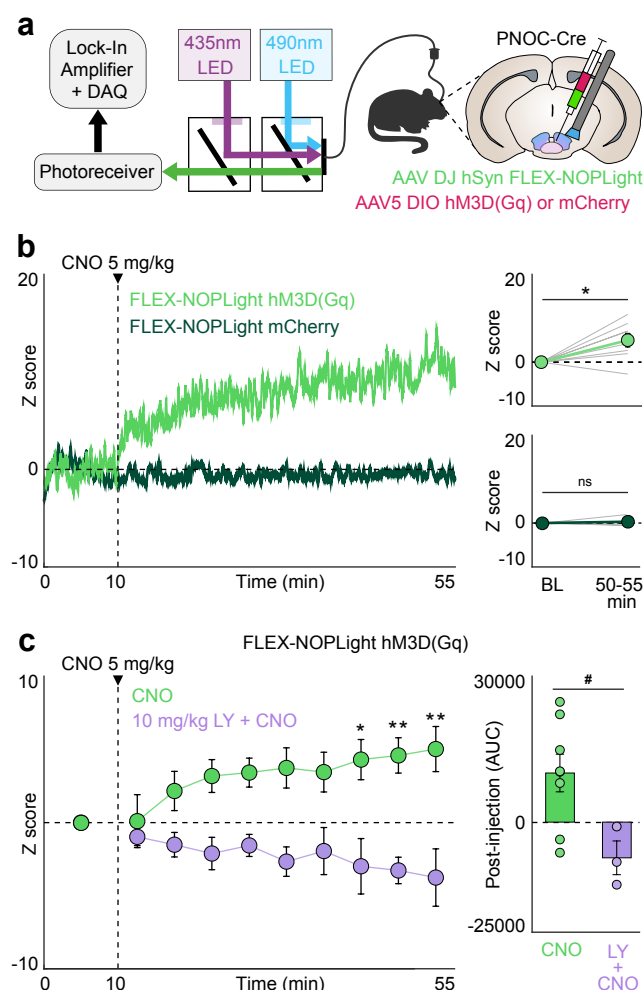 a
Lock-In
Amplifier
+ DAQ
435nm
LED
490nm
LED
Photoreceiver
PNOC-Cre
AAV DJ hSyn FLEX-NOPLight
AAV5 DIO hM3D(Gq) or mCherry
b
CNO 5 mg/kg
FLEX-NOPLight hM3D(Gq)
FLEX-NOPLight mCherry
Z score
20
0
-10
0
10
Time (min)
55
Z score
20
0
-10
*
Z score
20
0
-10
ns
BL
50-55
min
c
FLEX-NOPLight hM3D(Gq)
CNO 5 mg/kg
CNO
10 mg/kg LY + CNO
* ** **
Z score
10
0
-10
0
10
Time (min)
55
Post-injection (AUC)
30000
0
-25000
#
CNO
LY
+
CNO